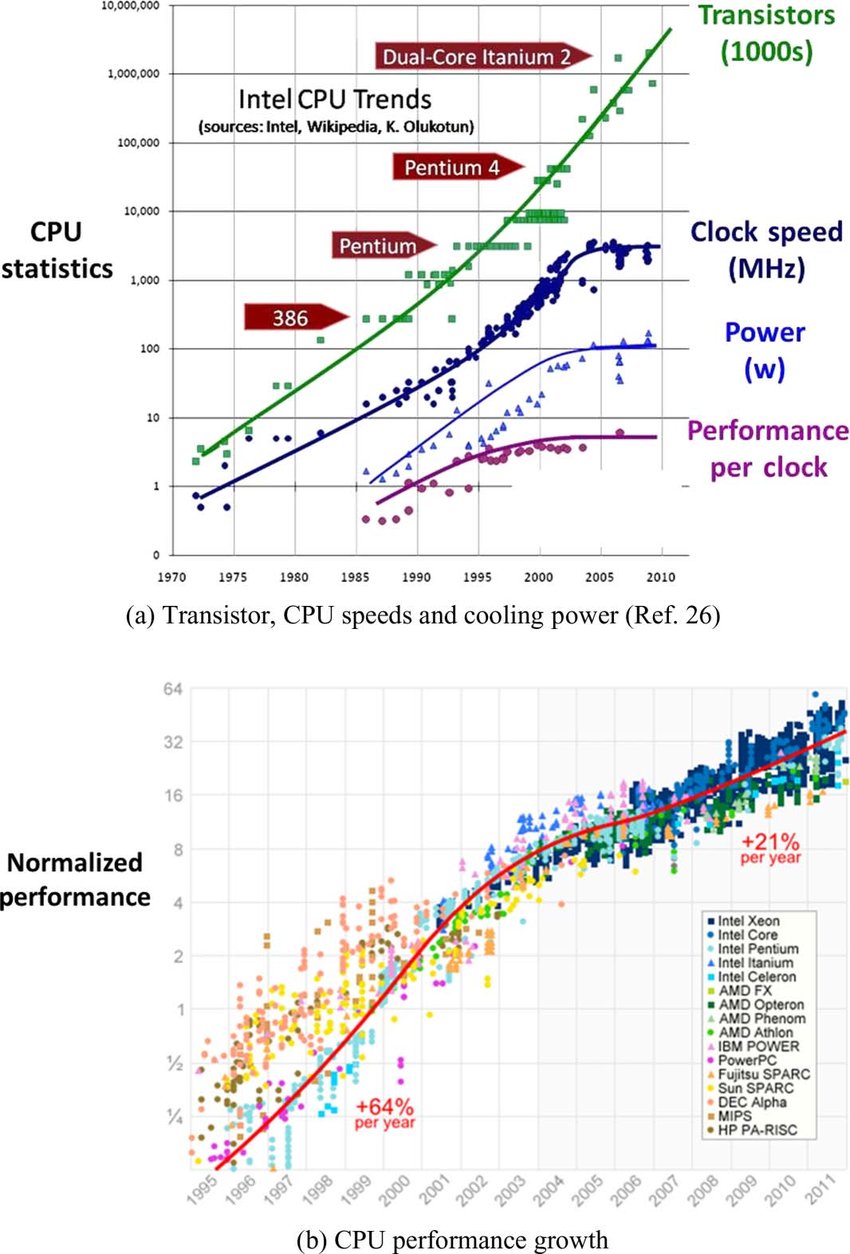 10,000,000
1,000,000
100,000
10,000
1,000
100
10
1
0
1970 1975 1980 1985 1990 1995 2000 2005 2010
CPU
statistics
Intel CPU Trends
(sources: Intel, Wikipedia, K. Olukotun)
Dual-Core Itanium 2
Pentium 4
Pentium
386
Transistors
(1000s)
Clock speed
(MHz)
Power
(w)
Performance
per clock
(a) Transistor, CPU speeds and cooling power (Ref. 26)
64
32
16
8
4
2
1
½
¼
Normalized
performance
+64%
per year
+21%
per year
Intel Xeon
Intel Core
Intel Pentium
Intel Itanium
Intel Celeron
AMD FX
AMD Opteron
AMD Phenom
AMD Athlon
IBM POWER
PowerPC
Fujitsu SPARC
Sun SPARC
DEC Alpha
MIPS
HP PA-RISC
1995 1996 1997 1998 1999 2000 2001 2002 2003 2004 2005 2006 2007 2008 2009 2010 2011
(b) CPU performance growth